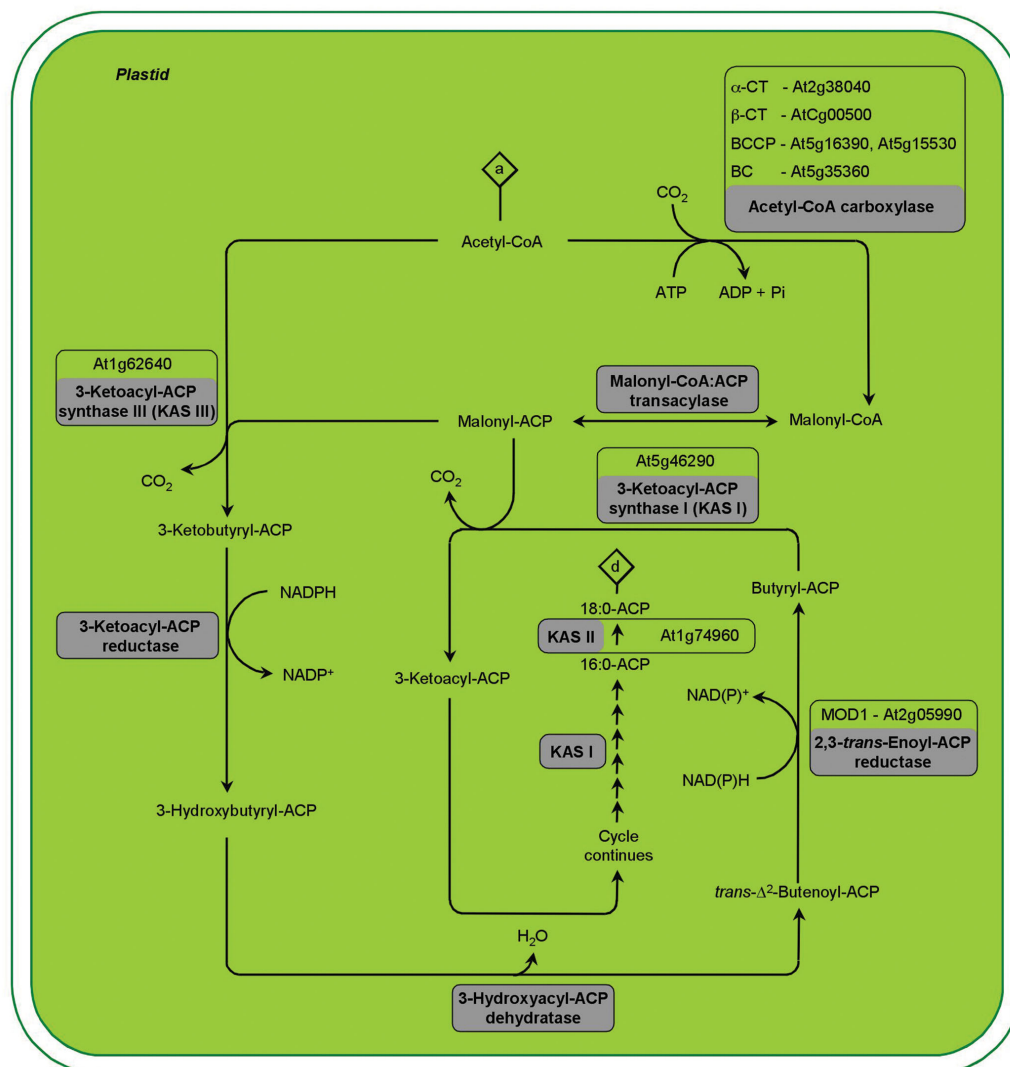 Plastid
α-CT - At2g38040
β-CT - AtCg00500
BCCP - At5g16390, At5g15530
BC - At5g35360
Acetyl-CoA carboxylase
a
CO₂
Acetyl-CoA
ATP
ADP + Pi
At1g62640
3-Ketoacyl-ACP
synthase III (KAS III)
Malonyl-CoA:ACP
transacylase
Malonyl-ACP
Malonyl-CoA
CO₂
CO₂
At5g46290
3-Ketoacyl-ACP
synthase I (KAS I)
3-Ketobutyryl-ACP
d
Butyryl-ACP
NADPH
18:0-ACP
3-Ketoacyl-ACP
reductase
KAS II
At1g74960
16:0-ACP
NADP⁺
3-Ketoacyl-ACP
NAD(P)⁺
MOD1 - At2g05990
2,3-trans-Enoyl-ACP
reductase
KAS I
NAD(P)H
3-Hydroxybutyryl-ACP
Cycle
continues
trans-Δ²-Butenoyl-ACP
H₂O
3-Hydroxyacyl-ACP
dehydratase